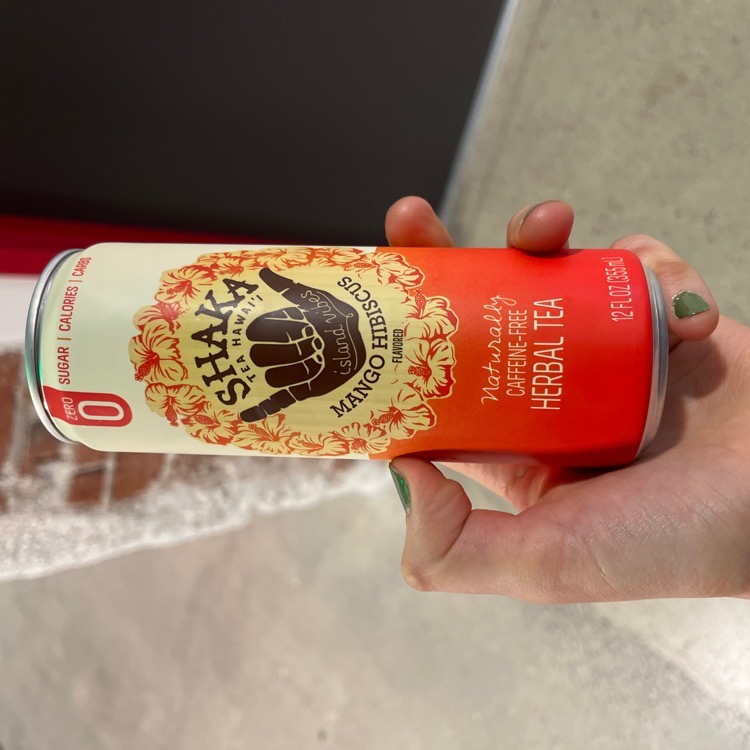 ZERO
0
SUGAR | CALORIES | CARBS
SHAKA
TEA HAWAI'I
island vibes
MANGO HIBISCUS
FLAVORED
Naturally
CAFFEINE-FREE
HERBAL TEA
12 FL OZ (355 mL)